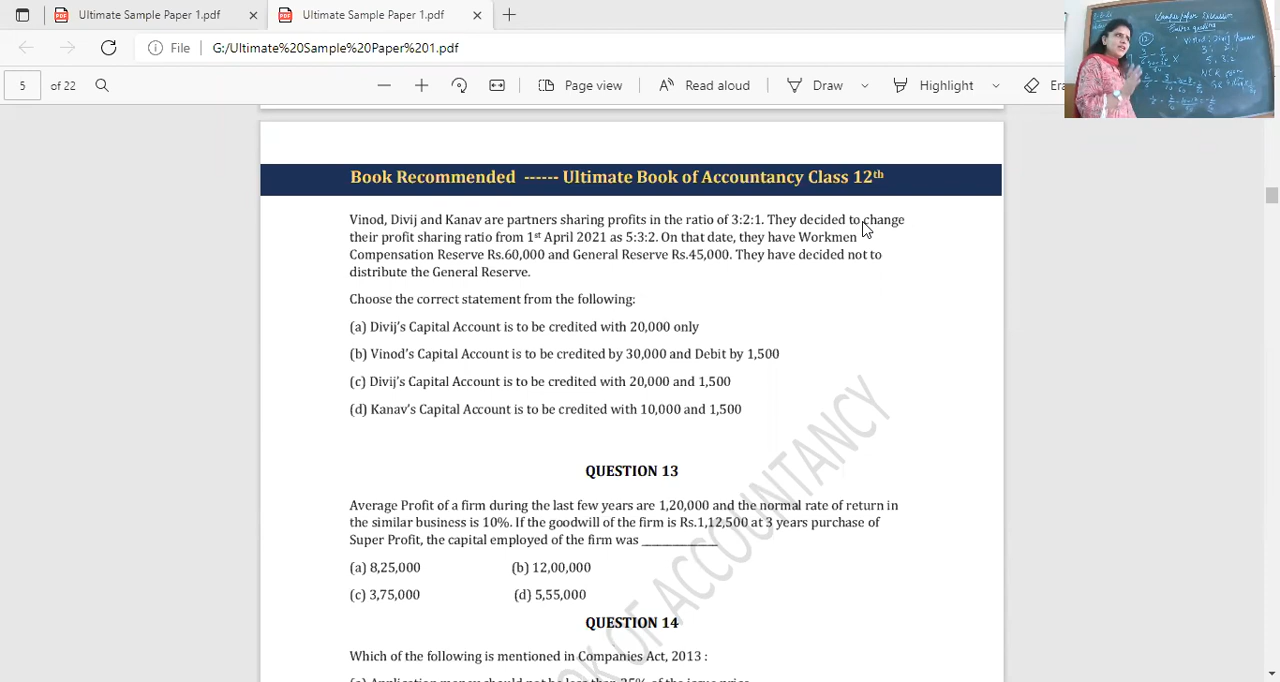 Ultimate Sample Paper 1.pdf
Ultimate Sample Paper 1.pdf
File G:/Ultimate%20Sample%20Paper%201.pdf
5 of 22 Page view Read aloud Draw Highlight
Book Recommended ------ Ultimate Book of Accountancy Class 12th
Vinod, Divij and Kanav are partners sharing profits in the ratio of 3:2:1. They decided to change
their profit sharing ratio from 1st April 2021 as 5:3:2. On that date, they have Workmen
Compensation Reserve Rs.60,000 and General Reserve Rs.45,000. They have decided not to
distribute the General Reserve.
Choose the correct statement from the following:
(a) Divij's Capital Account is to be credited with 20,000 only
(b) Vinod's Capital Account is to be credited by 30,000 and Debit by 1,500
(c) Divij's Capital Account is to be credited with 20,000 and 1,500
(d) Kanav's Capital Account is to be credited with 10,000 and 1,500
QUESTION 13
Average Profit of a firm during the last few years are 1,20,000 and the normal rate of return in
the similar business is 10%. If the goodwill of the firm is Rs.1,12,500 at 3 years purchase of
Super Profit, the capital employed of the firm was ______________
(a) 8,25,000 (b) 12,00,000
(c) 3,75,000 (d) 5,55,000
QUESTION 14
Which of the following is mentioned in Companies Act, 2013 :
OF ACCOUNTANCY